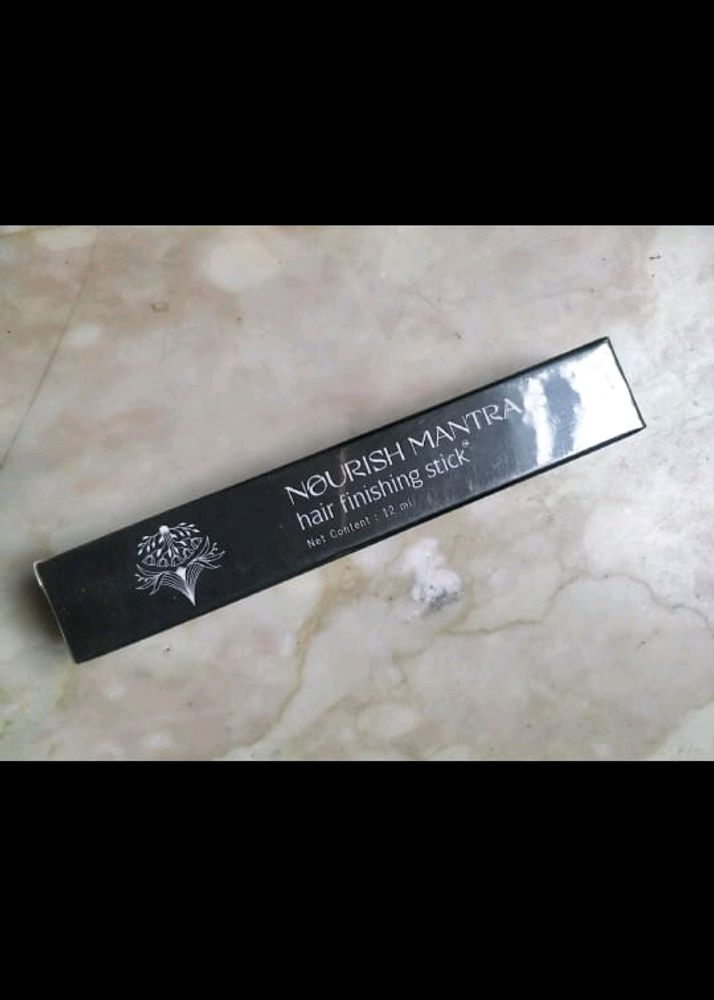 NOURISH MANTRA
hair finishing stick®
Net Content : 12 ml